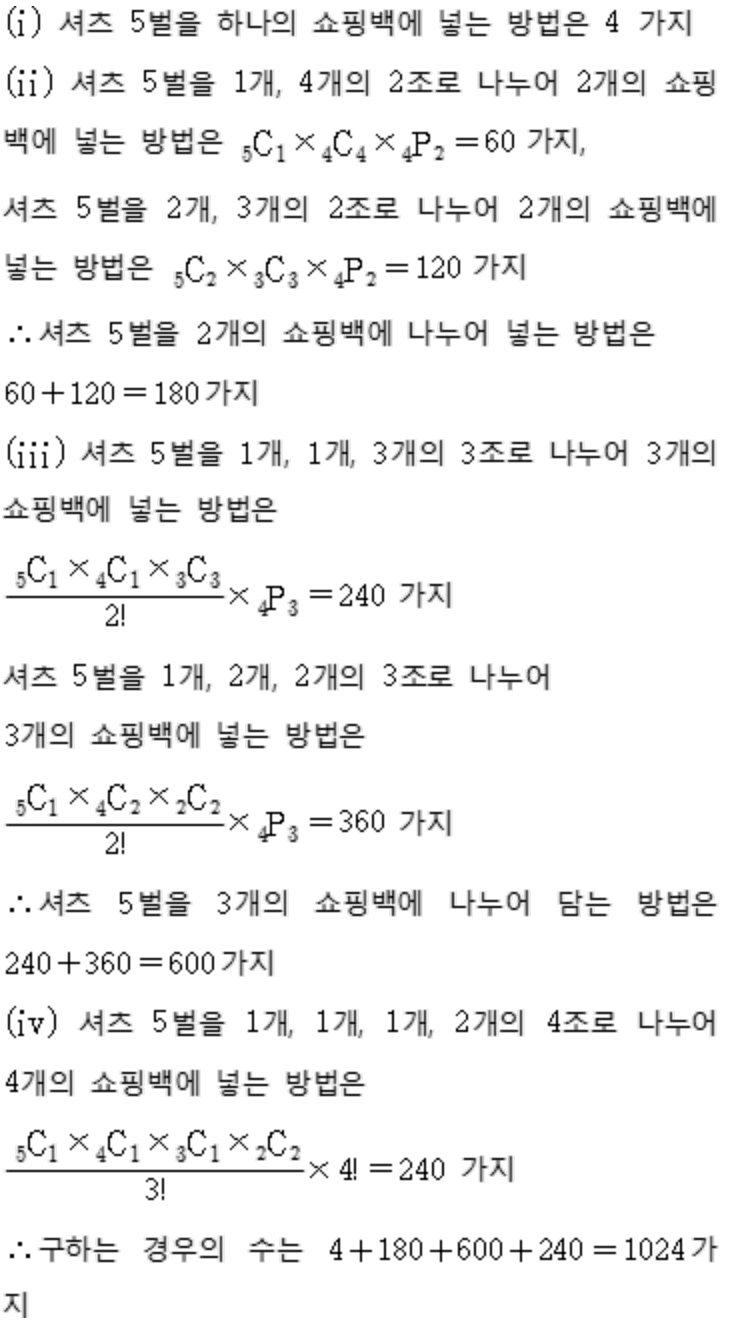 (i) 셔츠 5벌을 하나의 쇼핑백에 넣는 방법은 4 가지
(ii) 셔츠 5벌을 1개, 4개의 2조로 나누어 2개의 쇼핑
백에 넣는 방법은 ₅C₁×₄C₄×₄P₂=60 가지,
셔츠 5벌을 2개, 3개의 2조로 나누어 2개의 쇼핑백에
넣는 방법은 ₅C₂×₃C₃×₄P₂=120 가지
∴셔츠 5벌을 2개의 쇼핑백에 나누어 넣는 방법은
60+120=180가지
(iii) 셔츠 5벌을 1개, 1개, 3개의 3조로 나누어 3개의
쇼핑백에 넣는 방법은
₅C₁×₄C₁×₃C₃
2!
×₄P₃=240 가지
셔츠 5벌을 1개, 2개, 2개의 3조로 나누어
3개의 쇼핑백에 넣는 방법은
₅C₁×₄C₂×₂C₂
2!
×₄P₃=360 가지
∴셔츠 5벌을 3개의 쇼핑백에 나누어 담는 방법은
240+360=600가지
(iv) 셔츠 5벌을 1개, 1개, 1개, 2개의 4조로 나누어
4개의 쇼핑백에 넣는 방법은
₅C₁×₄C₁×₃C₁×₂C₂
3!
×4!=240 가지
∴구하는 경우의 수는 4+180+600+240=1024가
지